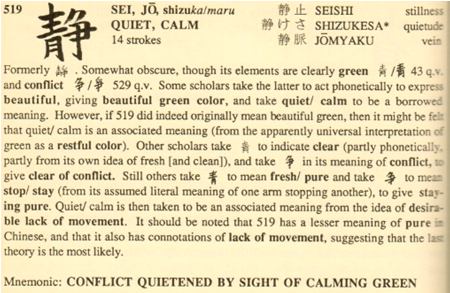 519 静 SEI, JŌ, shizuka/maru 静止 SEISHI stillness
QUIET, CALM 静けさ SHIZUKESA* quietude
14 strokes 静脈 JŌMYAKU vein
Formerly 靜 . Somewhat obscure, though its elements are clearly green 青/靑 43 q.v.
and conflict 争/爭 529 q.v. Some scholars take the latter to act phonetically to express
beautiful, giving beautiful green color, and take quiet/ calm to be a borrowed
meaning. However, if 519 did indeed originally mean beautiful green, then it might be felt
that quiet/ calm is an associated meaning (from the apparently universal interpretation of
green as a restful color). Other scholars take 靑 to indicate clear (partly phonetically,
partly from its own idea of fresh [and clean]), and take 争 in its meaning of conflict, to
give clear of conflict. Still others take 青 to mean fresh/ pure and take 争 to mean
stop/ stay (from its assumed literal meaning of one arm stopping another), to give stay-
ing pure. Quiet/ calm is then taken to be an associated meaning from the idea of desira-
ble lack of movement. It should be noted that 519 has a lesser meaning of pure in
Chinese, and that it also has connotations of lack of movement, suggesting that the last
theory is the most likely.
Mnemonic: CONFLICT QUIETENED BY SIGHT OF CALMING GREEN